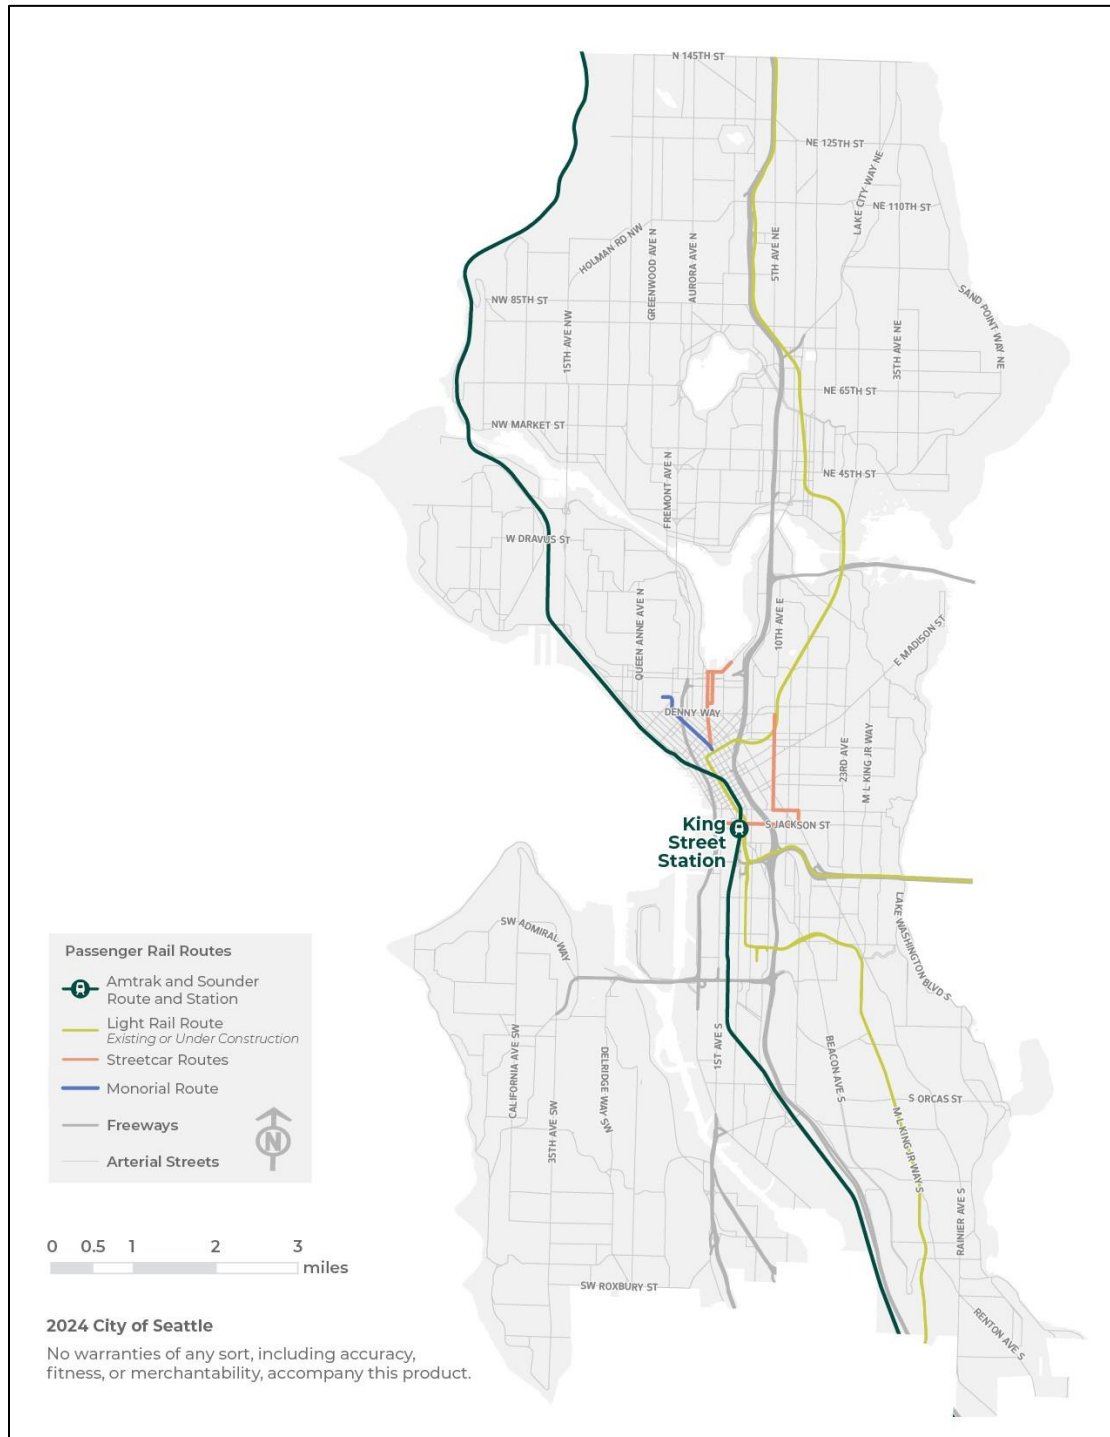 N 145TH ST
NE 125TH ST
LAKE CITY WAY NE
NE 110TH ST
HOLMAN RD NW
GREENWOOD AVE N
AURORA AVE N
5TH AVE NE
SAND POINT WAY NE
NW 85TH ST
15TH AVE NW
35TH AVE NE
NE 65TH ST
NW MARKET ST
NE 45TH ST
FREMONT AVE N
W DRAVUS ST
QUEEN ANNE AVE N
10TH AVE E
E MADISON ST
DENNY WAY
23RD AVE
M L KING JR WAY
King
Street
Station
S JACKSON ST
SW ADMIRAL WAY
LAKE WASHINGTON BLVD S
1ST AVE S
BEACON AVE S
CALIFORNIA AVE SW
35TH AVE SW
DELRIDGE WAY SW
S ORCAS ST
M L KING JR WAY S
RAINIER AVE S
SW ROXBURY ST
RENTON AVE S
Passenger Rail Routes
Amtrak and Sounder
Route and Station
Light Rail Route
Existing or Under Construction
Streetcar Routes
Monorial Route
Freeways
Arterial Streets
N
0 0.5 1 2 3
miles
2024 City of Seattle
No warranties of any sort, including accuracy,
fitness, or merchantability, accompany this product.